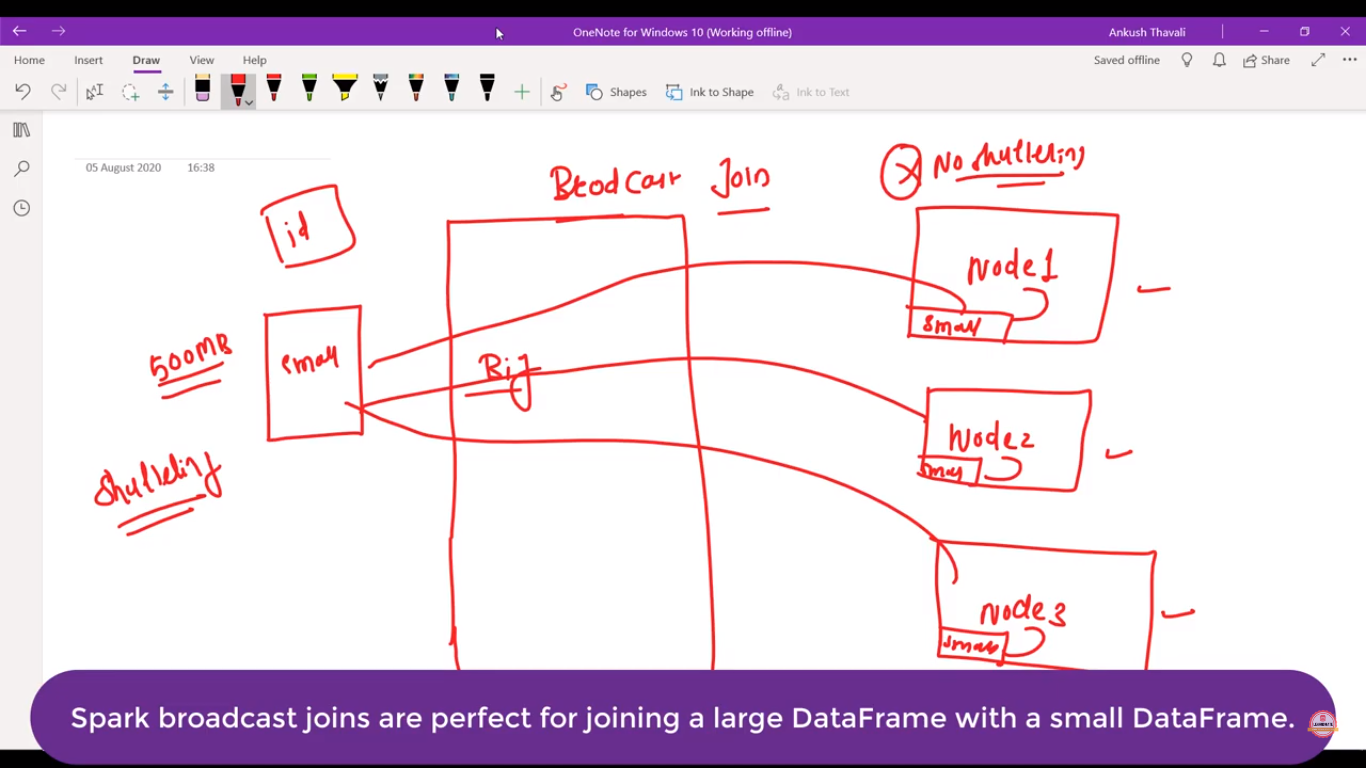 OneNote for Windows 10 (Working offline)
Ankush Thavali
Home Insert Draw View Help
Saved offline
Share
Shapes
Ink to Shape
Ink to Text
05 August 2020 16:38
BrodCast Join
No shuffering
id
Node1
small
500MB
small
Big
Node2
small
Shuffeling
Node3
small
Spark broadcast joins are perfect for joining a large DataFrame with a small DataFrame.